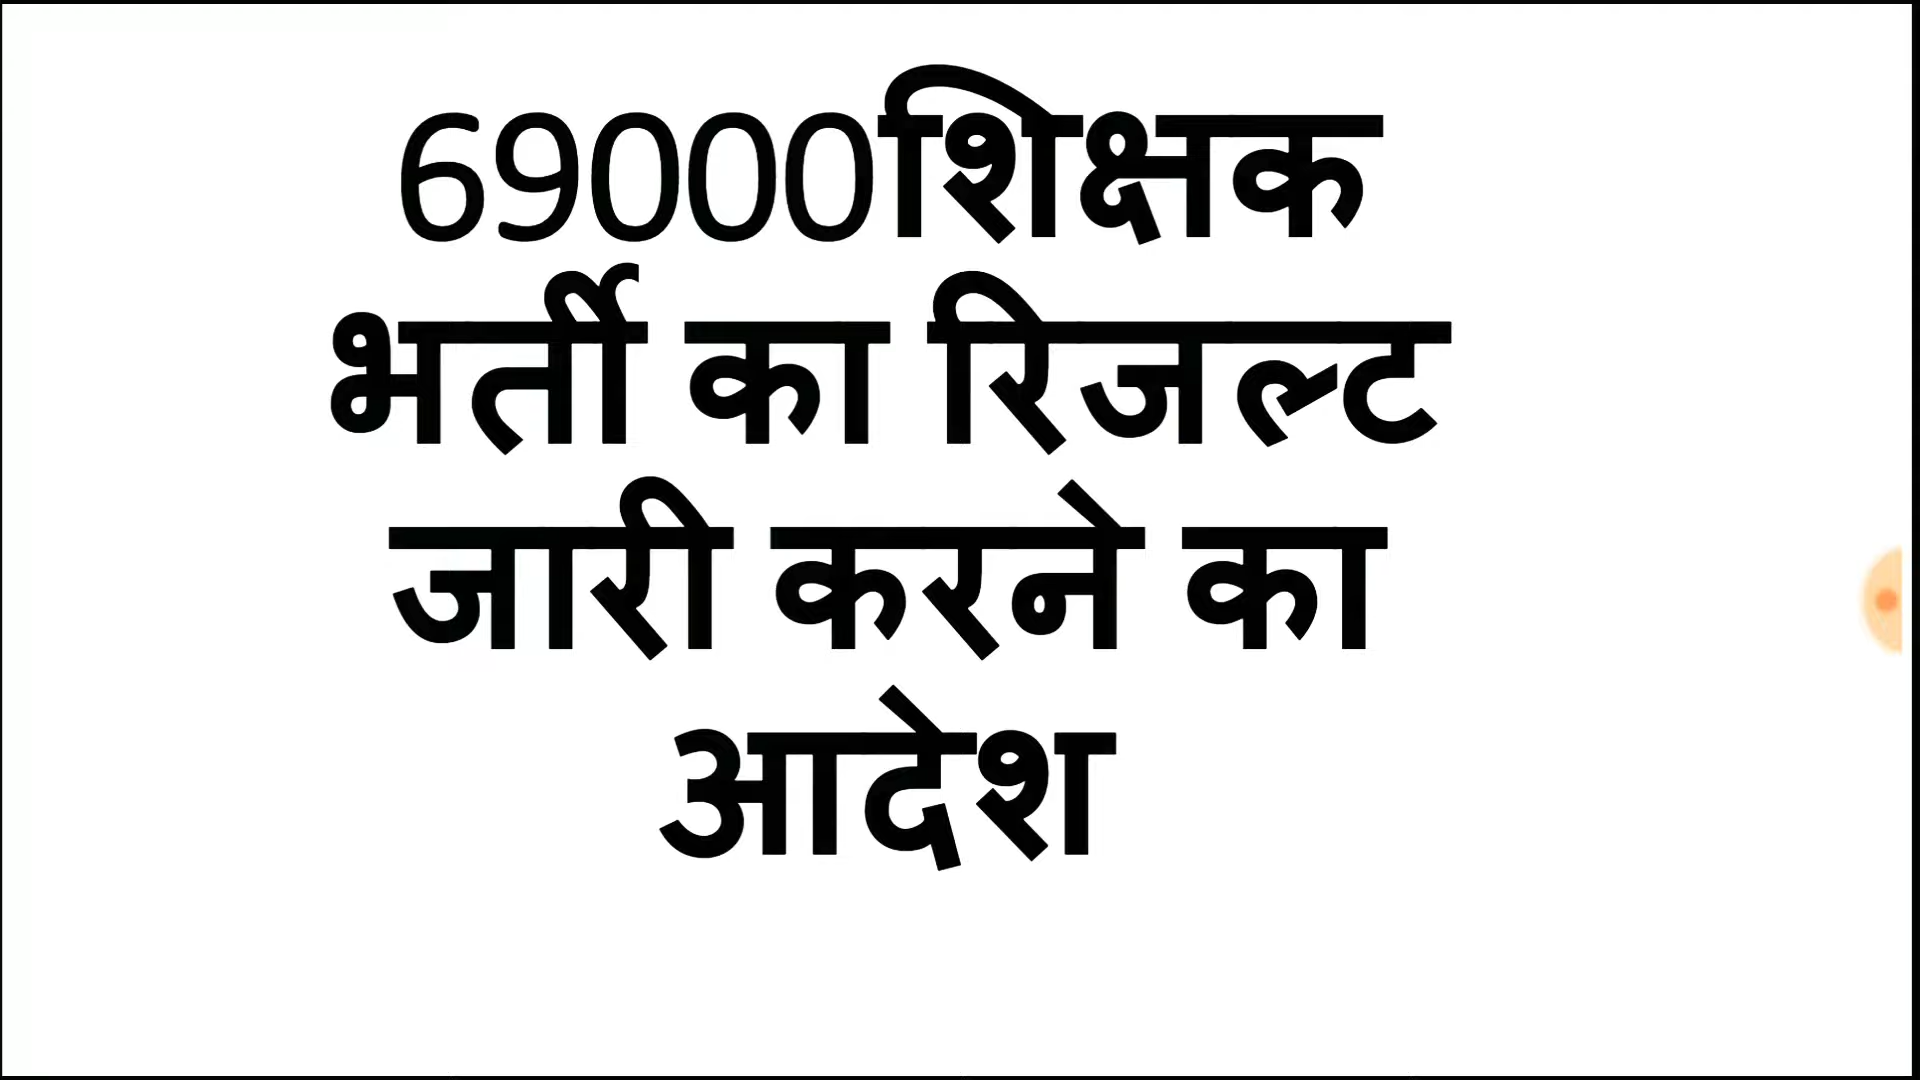 69000शिक्षक
भर्ती का रिजल्ट
जारी करने का
आदेश